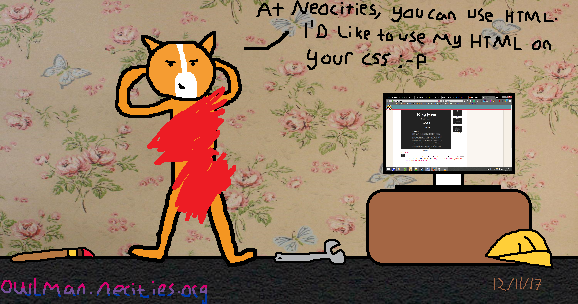 At Neocities, you can use HTML.
I'D Like to use my HTML on
your css :-P
owlman.necities.org
12/11/17